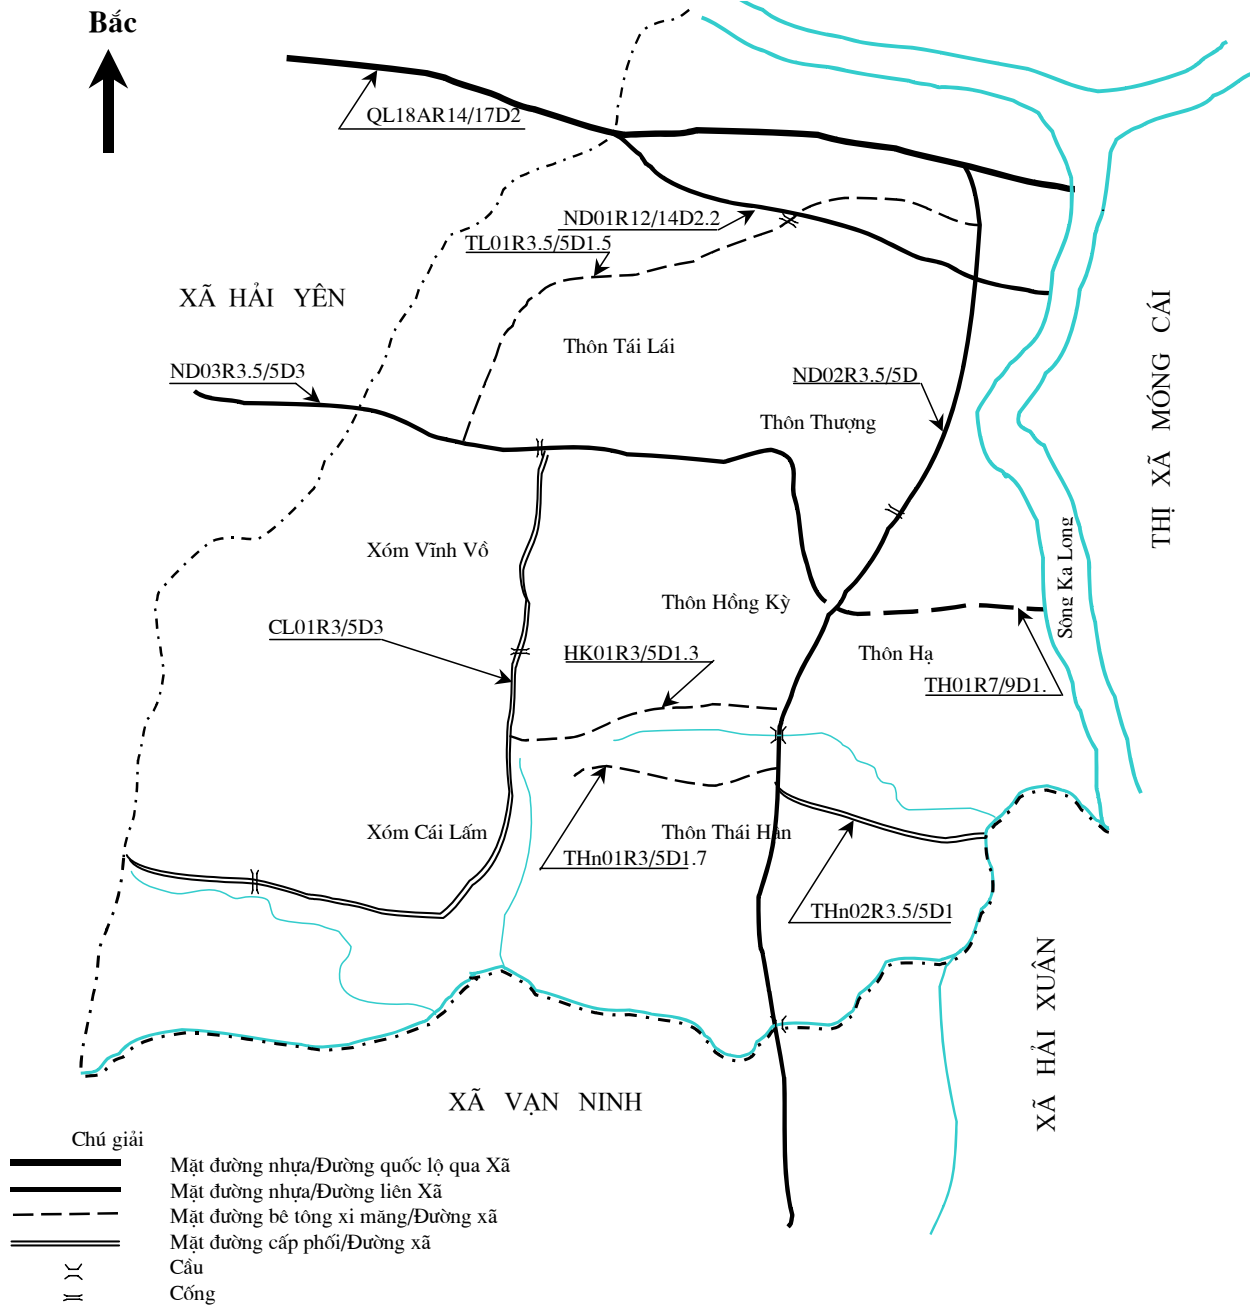 Bắc
QL18AR14/17D2
ND01R12/14D2.2
TL01R3.5/5D1.5
XÃ HẢI YÊN
THỊ XÃ MÓNG CÁI
Thôn Tái Lái
ND03R3.5/5D3
ND02R3.5/5D
Thôn Thượng
Sông Ka Long
Xóm Vĩnh Vồ
Thôn Hồng Kỳ
CL01R3/5D3
HK01R3/5D1.3
Thôn Hạ
TH01R7/9D1.
Xóm Cái Lấm
Thôn Thái Hàn
THn01R3/5D1.7
THn02R3.5/5D1
XÃ HẢI XUÂN
XÃ VẠN NINH
Chú giải
Mặt đường nhựa/Đường quốc lộ qua Xã
Mặt đường nhựa/Đường liên Xã
Mặt đường bê tông xi măng/Đường xã
Mặt đường cấp phối/Đường xã
Cầu
Cống